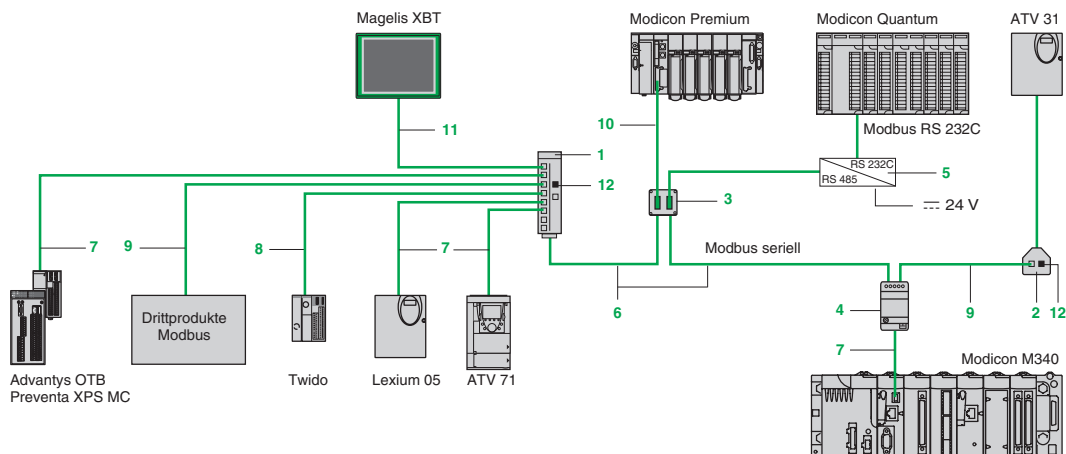 Magelis XBT
Modicon Premium
Modicon Quantum
ATV 31
11
10
Modbus RS 232C
1
12
RS 232C
RS 485
5
3
24 V
7
9
8
7
Modbus seriell
6
4
9
2
12
7
Drittprodukte
Modbus
Modicon M340
Advantys OTB
Preventa XPS MC
Twido
Lexium 05
ATV 71